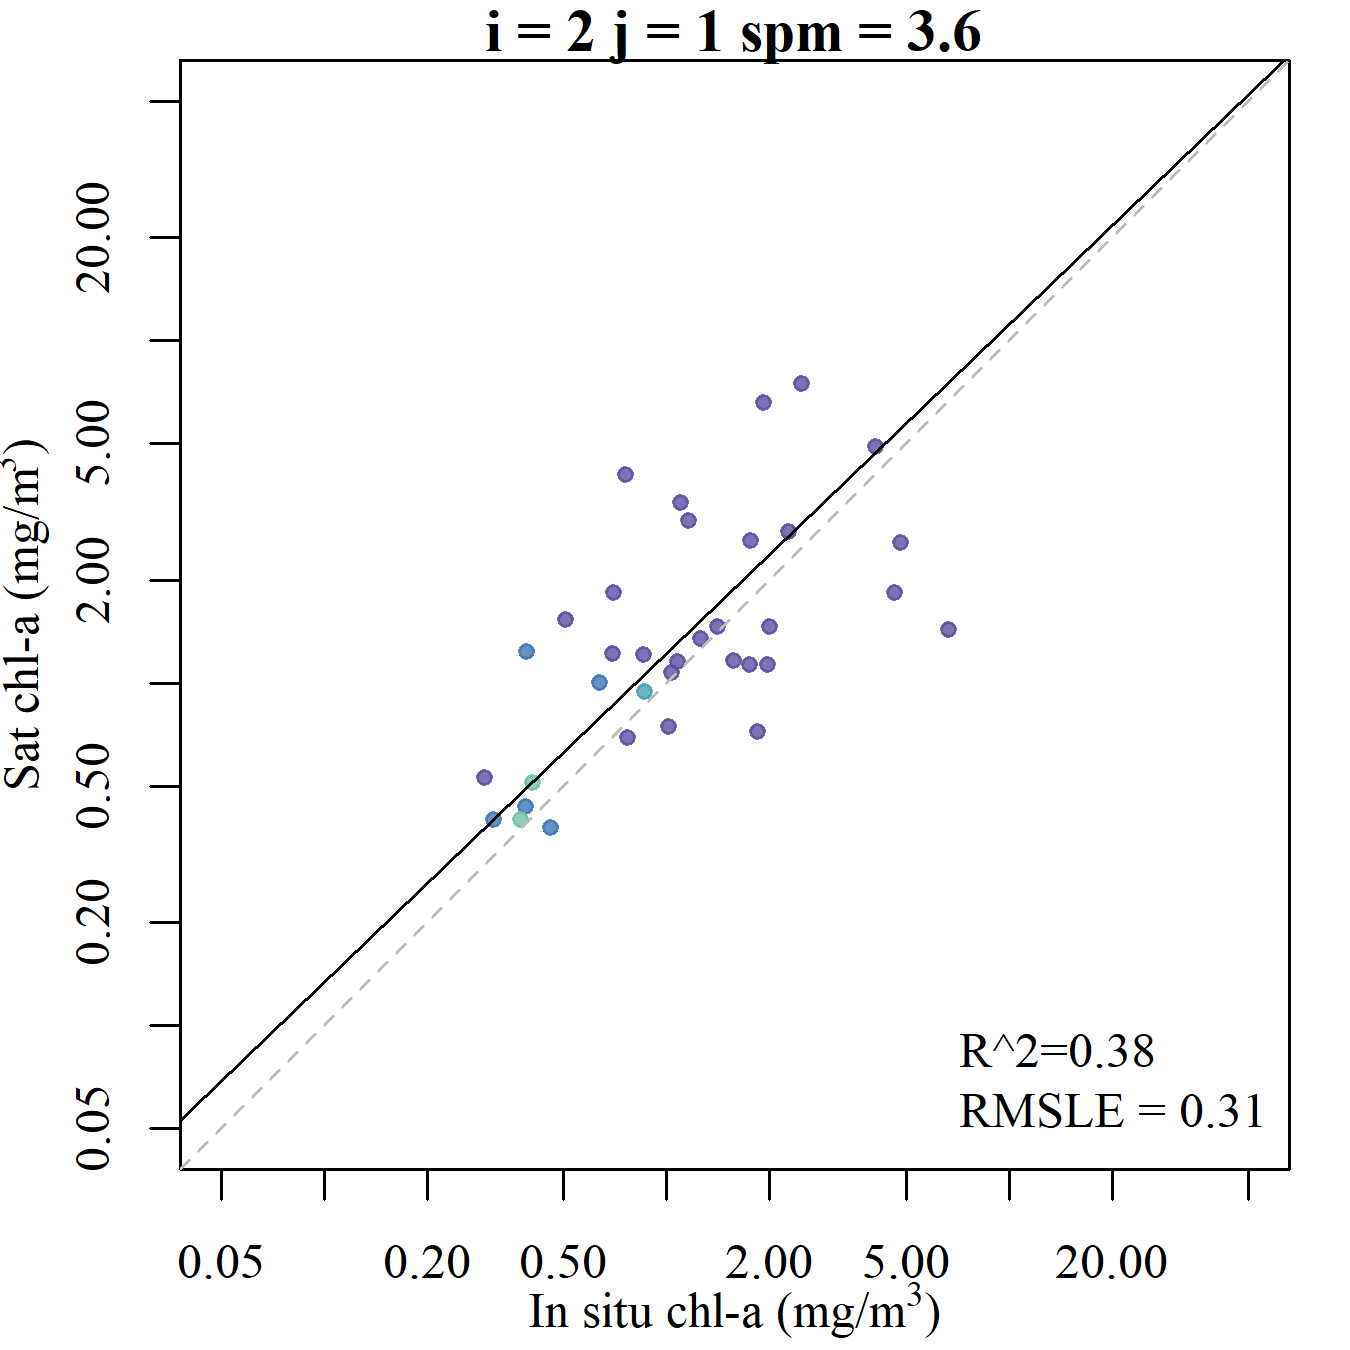 i = 2 j = 1 spm = 3.6
Sat chl-a (mg/m³)
20.00
5.00
2.00
0.50
0.20
0.05
R^2=0.38
RMSLE = 0.31
0.05 0.20 0.50 2.00 5.00 20.00
In situ chl-a (mg/m³)